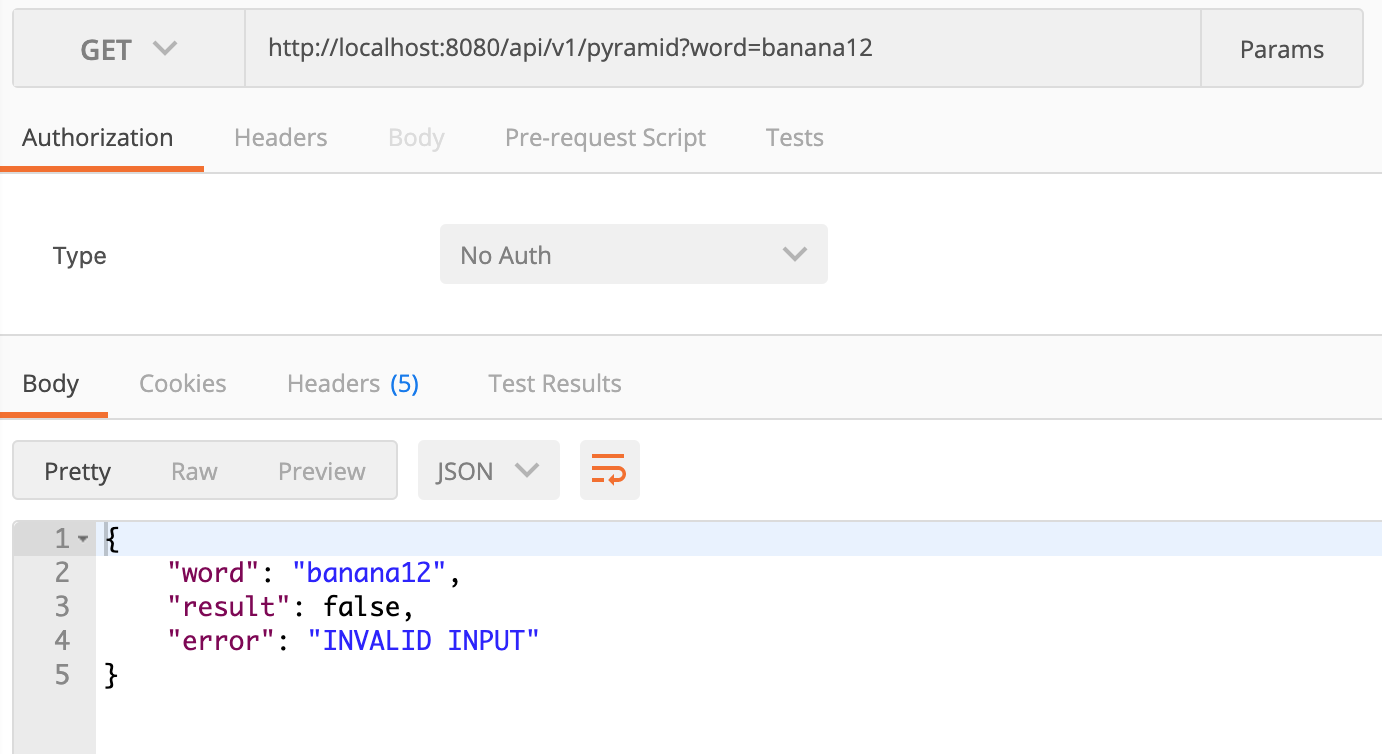 GET http://localhost:8080/api/v1/pyramid?word=banana12 Params
Authorization Headers Body Pre-request Script Tests
Type No Auth
Body Cookies Headers (5) Test Results
Pretty Raw Preview JSON
1 {
2 "word": "banana12",
3 "result": false,
4 "error": "INVALID INPUT"
5 }